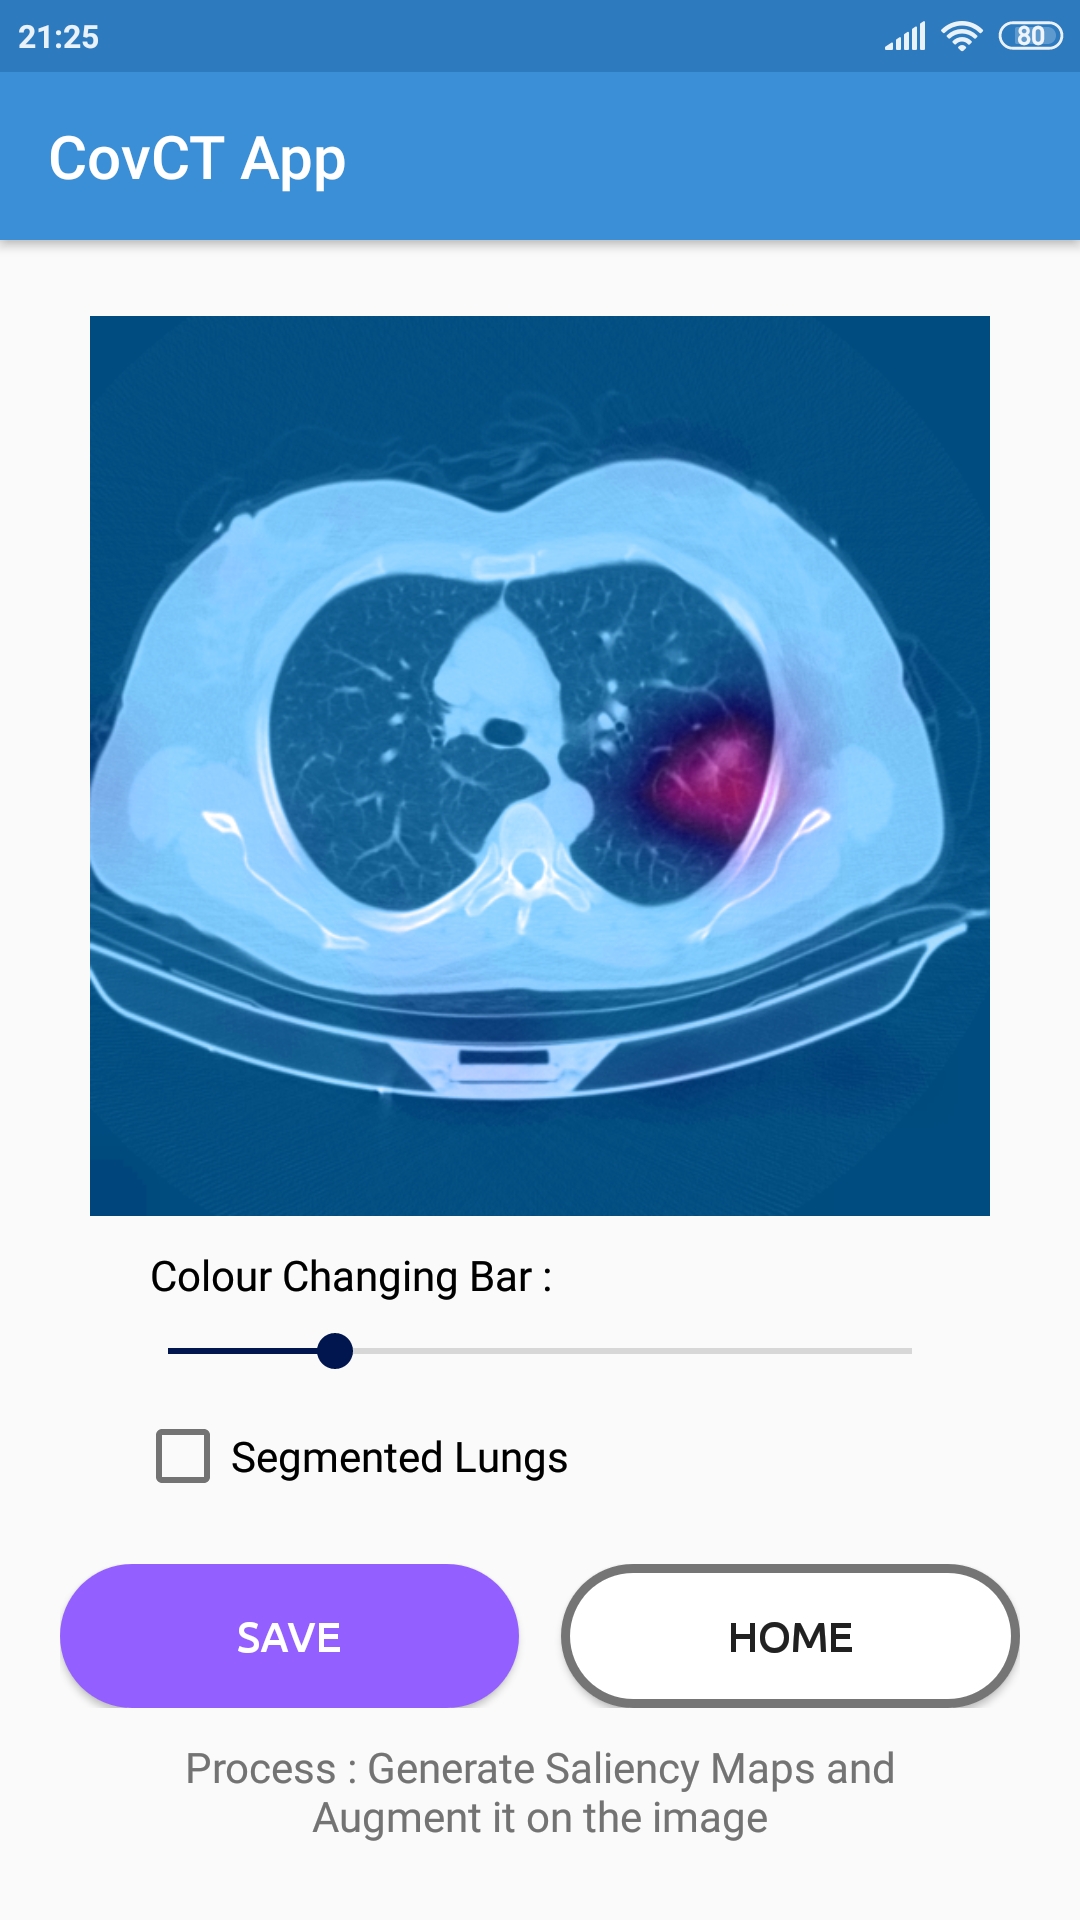 21:25
80
CovCT App
Colour Changing Bar :
Segmented Lungs
SAVE
HOME
Process : Generate Saliency Maps and
Augment it on the image